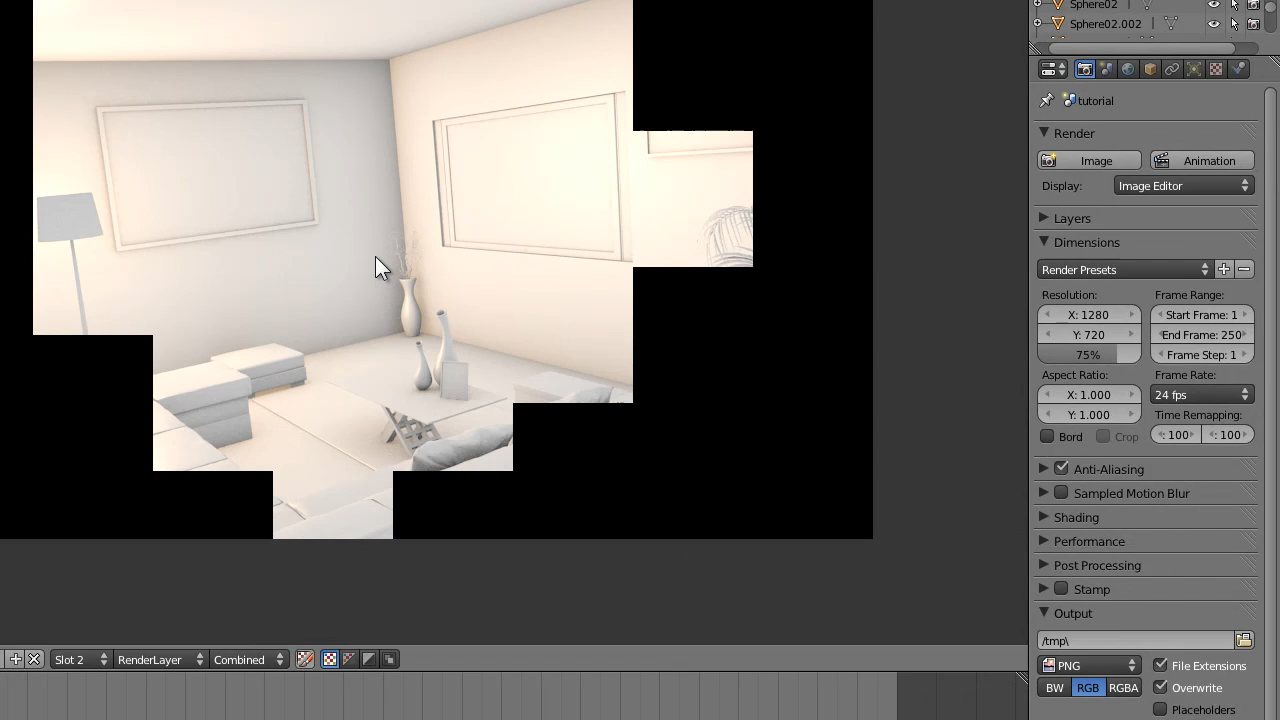 Sphere02
Sphere02.002
tutorial
Render
Image
Animation
Display:
Image Editor
Layers
Dimensions
Render Presets
Resolution:
Frame Range:
X: 1280
Start Frame: 1
Y: 720
End Frame: 250
75%
Frame Step: 1
Aspect Ratio:
Frame Rate:
X: 1.000
24 fps
Y: 1.000
Time Remapping:
Bord
Crop
: 100
: 100
Anti-Aliasing
Sampled Motion Blur
Shading
Performance
Post Processing
Stamp
Output
/tmp\
PNG
File Extensions
BW
RGB
RGBA
Overwrite
Placeholders
Slot 2
RenderLayer
Combined